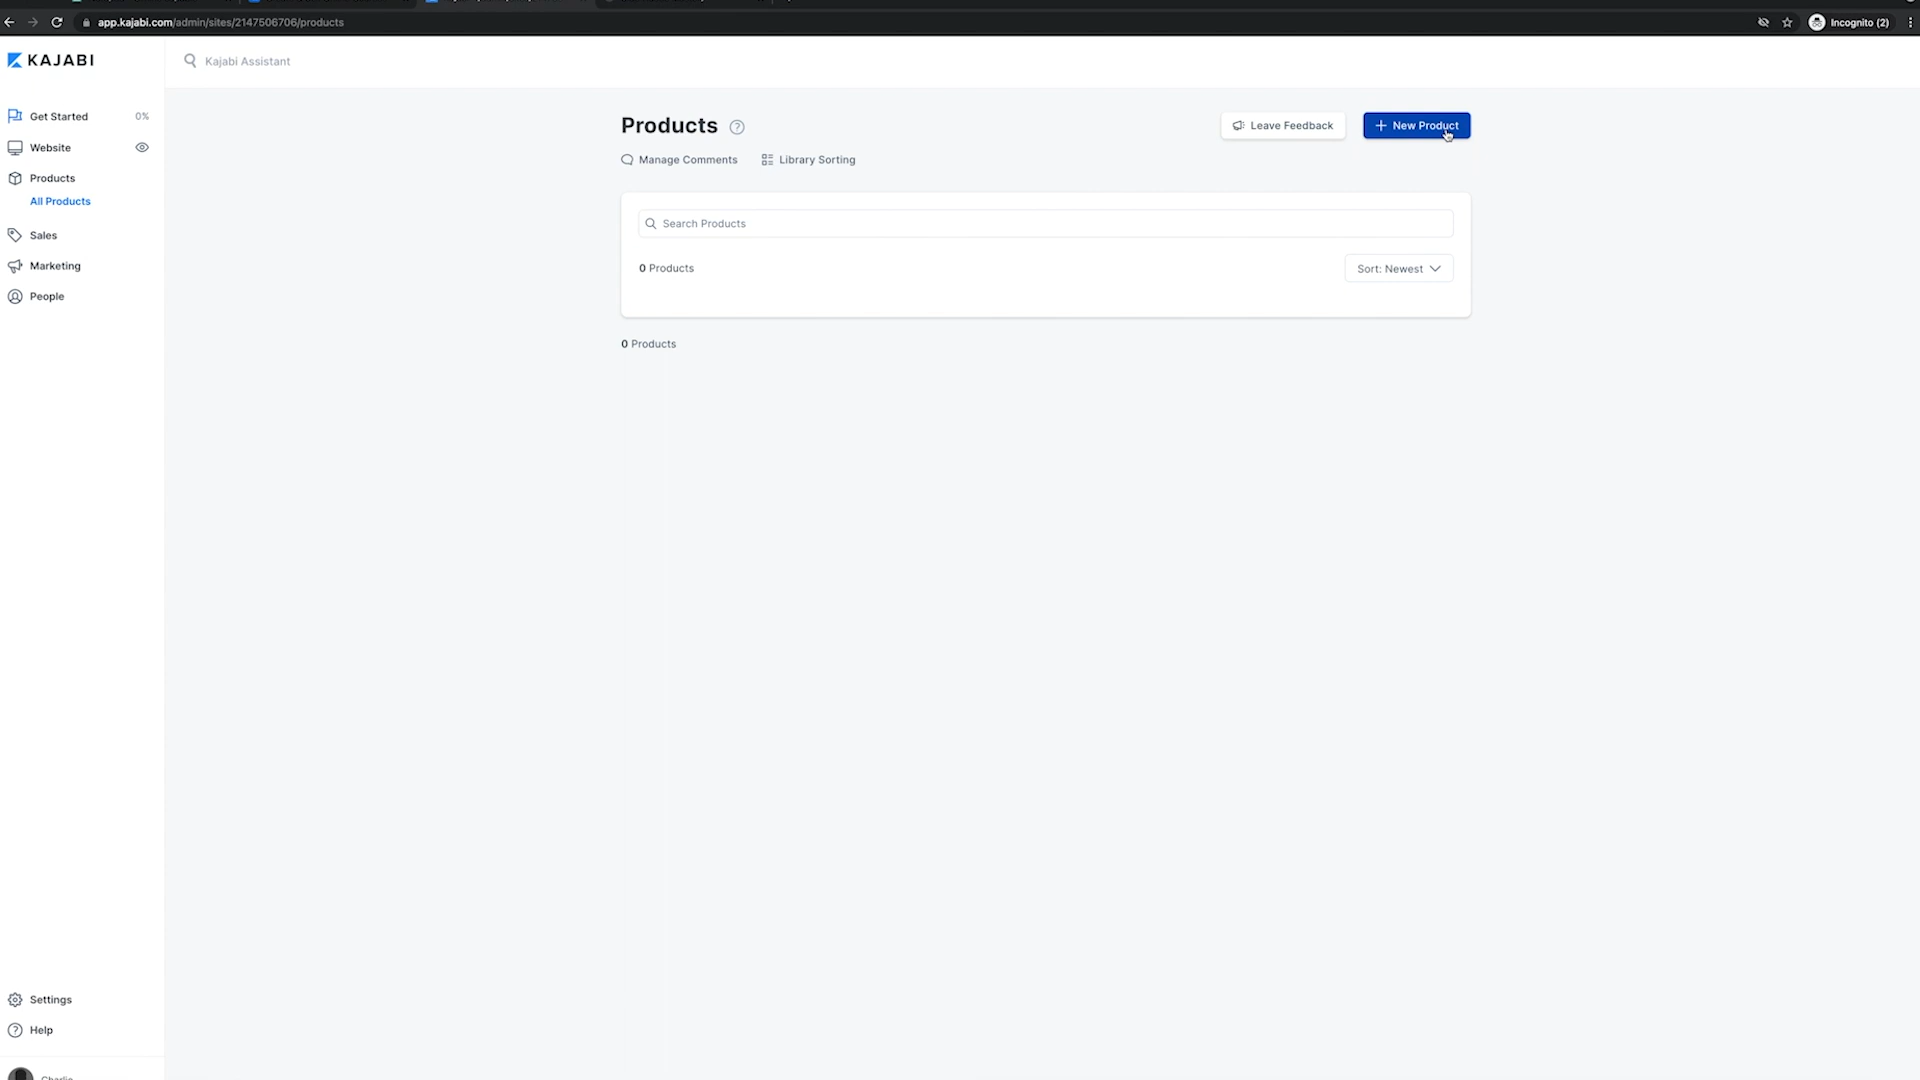 app.kajabi.com/admin/sites/2147506706/products
Incognito (2)
KAJABI
Kajabi Assistant
Get Started 0%
Website
Products
All Products
Sales
Marketing
People
Products
Leave Feedback
New Product
Manage Comments
Library Sorting
Search Products
0 Products
Sort: Newest
0 Products
Settings
Help
Charlie